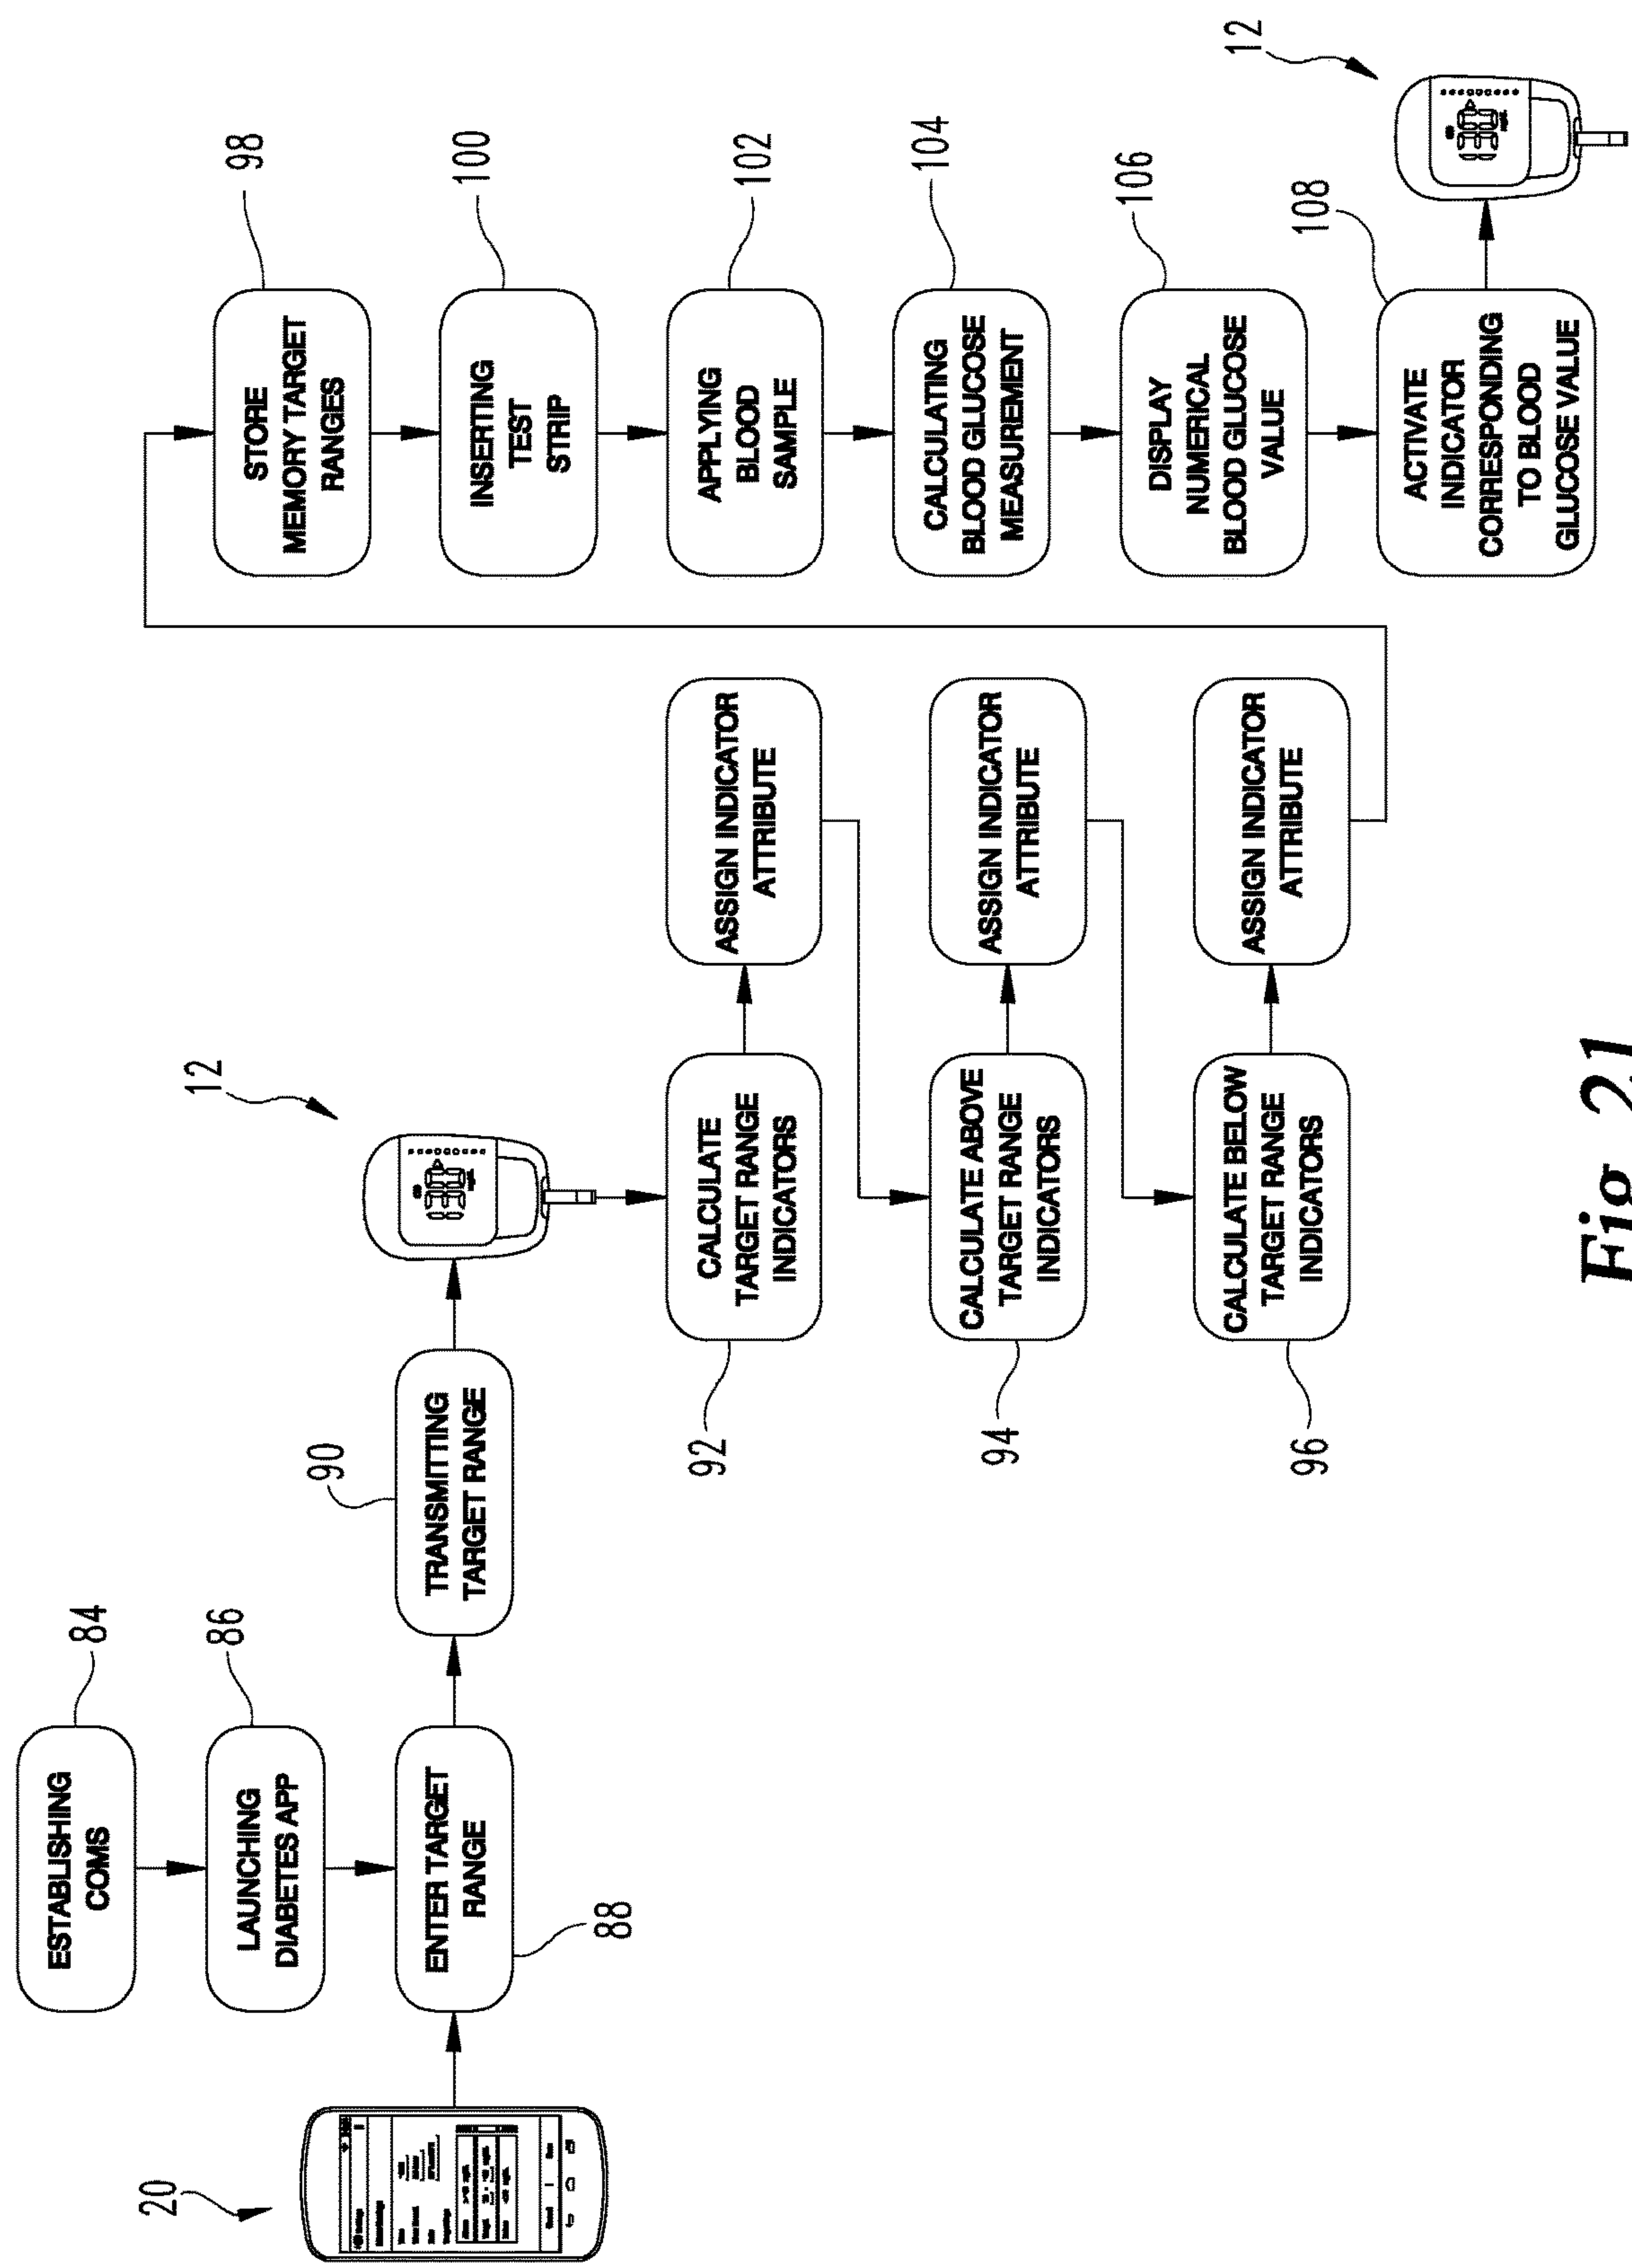 84
ESTABLISHING
COMS
86
LAUNCHING
DIABETES APP
20
ENTER TARGET
RANGE
88
90
TRANSMITTING
TARGET RANGE
12
92
CALCULATE
TARGET RANGE
INDICATORS
ASSIGN INDICATOR
ATTRIBUTE
94
CALCULATE ABOVE
TARGET RANGE
INDICATORS
ASSIGN INDICATOR
ATTRIBUTE
96
CALCULATE BELOW
TARGET RANGE
INDICATORS
ASSIGN INDICATOR
ATTRIBUTE
98
STORE
MEMORY TARGET
RANGES
100
INSERTING
TEST
STRIP
102
APPLYING
BLOOD
SAMPLE
104
CALCULATING
BLOOD GLUCOSE
MEASUREMENT
106
DISPLAY
NUMERICAL
BLOOD GLUCOSE
VALUE
108
ACTIVATE
INDICATOR
CORRESPONDING
TO BLOOD
GLUCOSE VALUE
12
Fig. 21